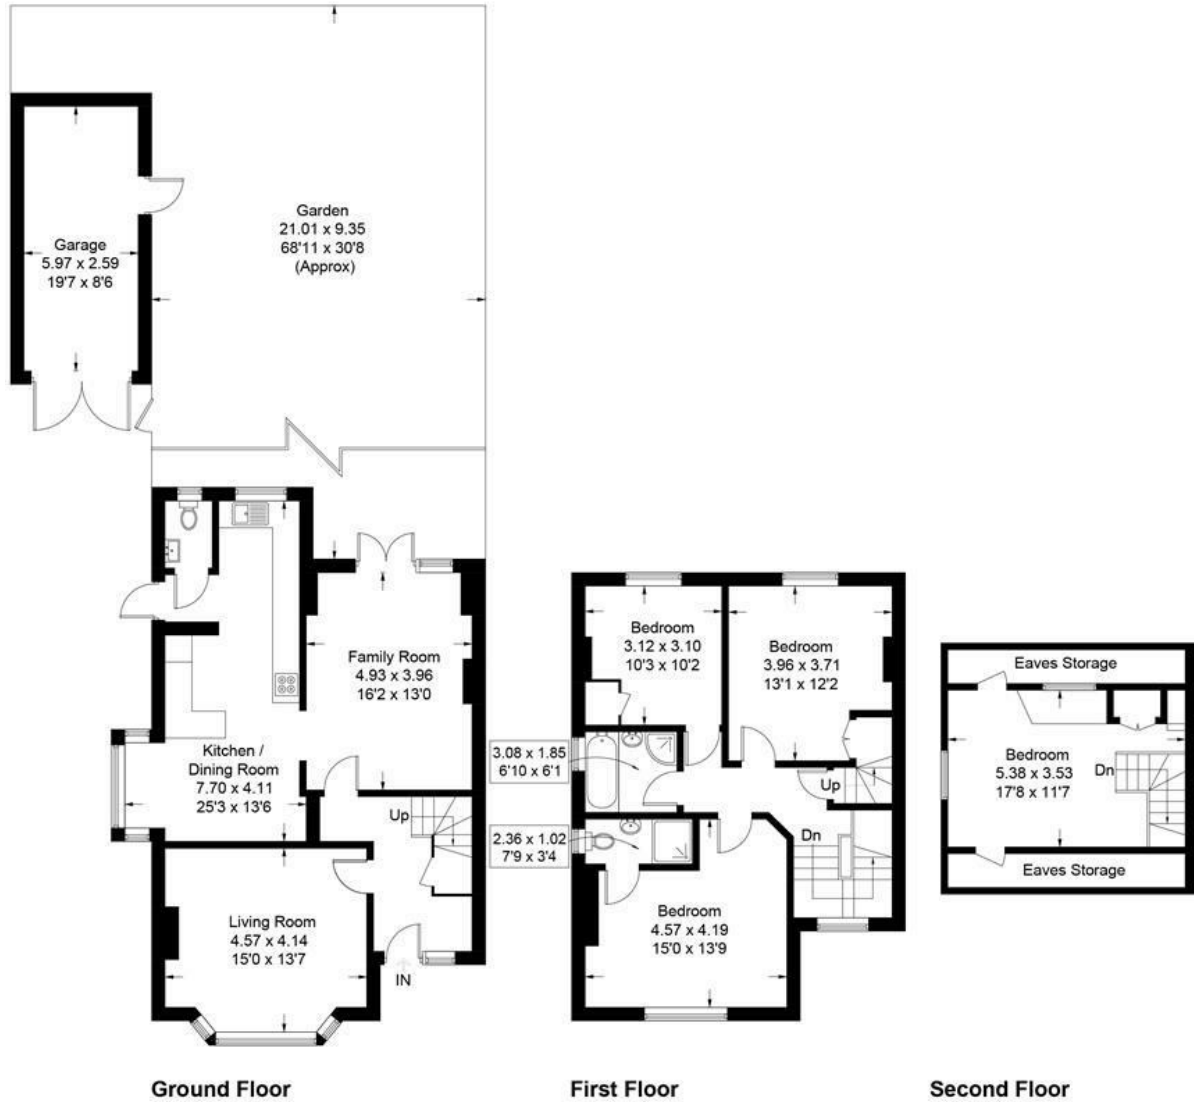 Garden
21.01 x 9.35
68'11 x 30'8
(Approx)
Garage
5.97 x 2.59
19'7 x 8'6
Family Room
4.93 x 3.96
16'2 x 13'0
Kitchen /
Dining Room
7.70 x 4.11
25'3 x 13'6
Up
Living Room
4.57 x 4.14
15'0 x 13'7
IN
Ground Floor
Bedroom
3.12 x 3.10
10'3 x 10'2
Bedroom
3.96 x 3.71
13'1 x 12'2
3.08 x 1.85
6'10 x 6'1
Up
2.36 x 1.02
7'9 x 3'4
Dn
Bedroom
4.57 x 4.19
15'0 x 13'9
First Floor
Eaves Storage
Bedroom
5.38 x 3.53
17'8 x 11'7
Dn
Eaves Storage
Second Floor